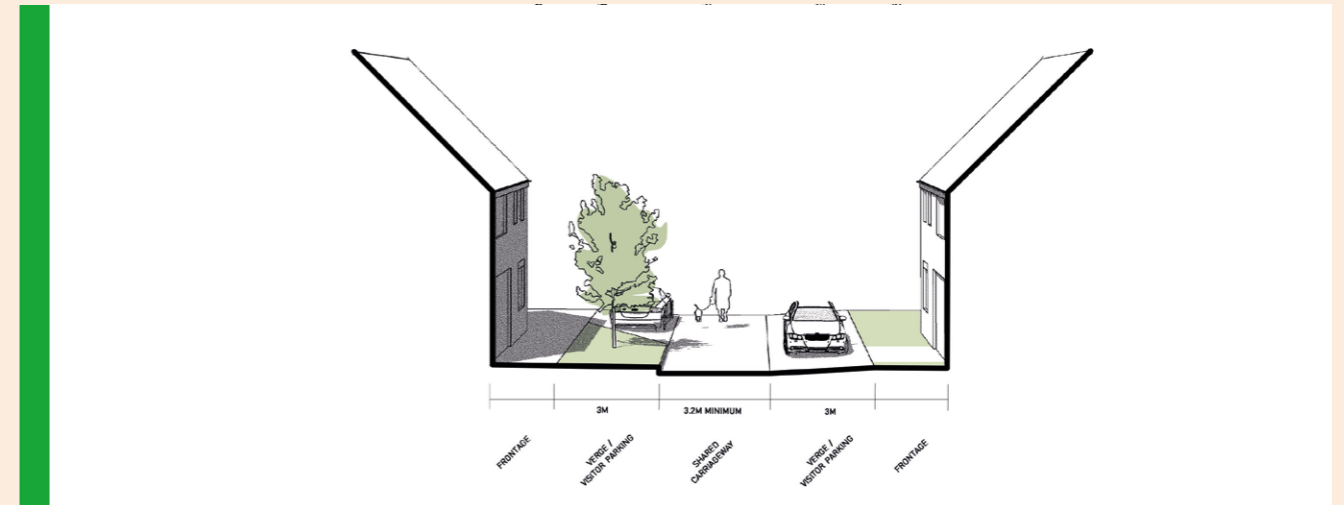 3M
3.2M MINIMUM
3M
FRONTAGE
VERGE /
VISITOR PARKING
SHARED
CARRIAGEWAY
VERGE /
VISITOR PARKING
FRONTAGE